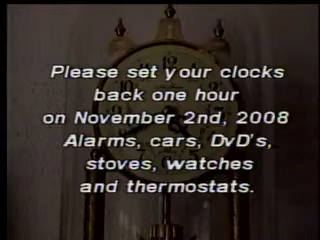 Please set your clocks
back one hour
on November 2nd, 2008
Alarms, cars, DvD's,
stoves, watches
and thermostats.